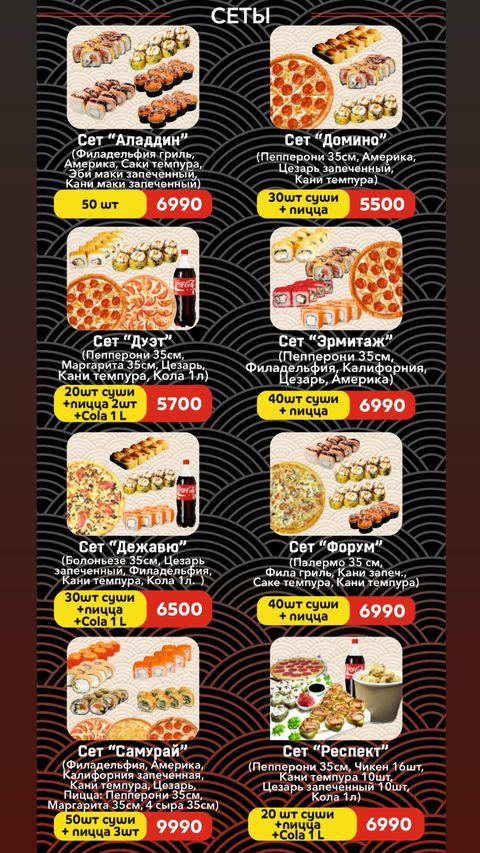 СЕТЫ
Сет “Аладдин”
(Филадельфия гриль,
Америка, Саки темпура,
Эби маки запеченный,
Кани маки запеченный)
50 шт 6990
Сет “Домино”
(Пепперони 35см, Америка,
Цезарь запеченный,
Кани темпура)
30шт суши
+ пицца
5500
Сет “Дуэт”
(Пепперони 35см,
Маргарита 35см, Цезарь,
Кани темпура, Кола 1л)
20шт суши
+пицца 2шт
+Cola 1 L
5700
Сет “Эрмитаж”
(Пепперони 35см,
Филадельфия, Калифорния,
Цезарь, Америка)
40шт суши
+ пицца
6990
Сет “Дежавю”
(Болоньезе 35см, Цезарь
запеченный, Филадельфия,
Кани темпура, Кола 1л. )
30шт суши
+пицца
+Cola 1 L
6500
Сет “Форум”
(Палермо 35 см,
Фила гриль, Кани запеч.,
Саке темпура, Кани темпура)
40шт суши
+ пицца
6990
Сет “Самурай”
(Филадельфия, Америка,
Калифорния запеченная,
Кани темпура, Цезарь,
Пицца: Пепперони 35см,
Маргарита 35см, 4 сыра 35см)
50шт суши
+ пицца 3шт
9990
Сет “Респект”
(Пепперони 35см, Чикен 16шт,
Кани темпура 10шт,
Цезарь запеченный 10шт,
Кола 1л)
20 шт суши
+пицца
+Cola 1 L
6990